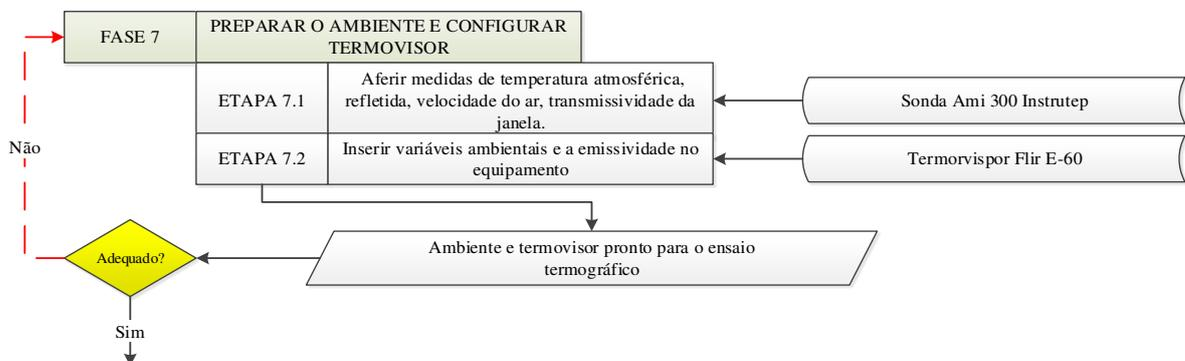 FASE 7
PREPARAR O AMBIENTE E CONFIGURAR
TERMOVISOR
ETAPA 7.1
Aferir medidas de temperatura atmosférica,
refletida, velocidade do ar, transmissividade da
janela.
Sonda Ami 300 Instrutep
Não
ETAPA 7.2
Inserir variáveis ambientais e a emissividade no
equipamento
Termorvispor Flir E-60
Adequado?
Ambiente e termovisor pronto para o ensaio
termográfico
Sim